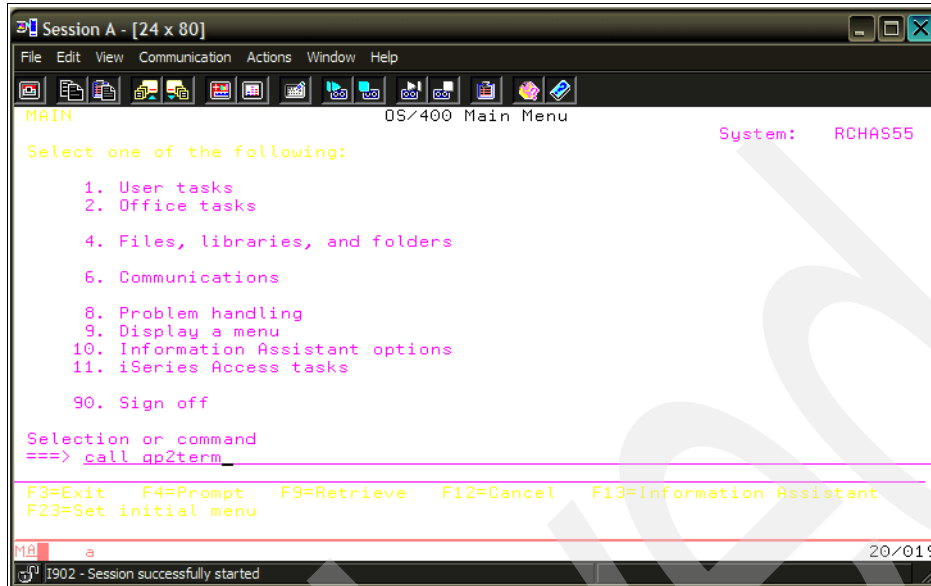 Session A - [24 x 80]
File Edit View Communication Actions Window Help
MAIN OS/400 Main Menu
System: RCHAS55
Select one of the following:
1. User tasks
2. Office tasks
4. Files, libraries, and folders
6. Communications
8. Problem handling
9. Display a menu
10. Information Assistant options
11. iSeries Access tasks
90. Sign off
Selection or command
===> call qp2term_
F3=Exit F4=Prompt F9=Retrieve F12=Cancel F13=Information Assistant
F23=Set initial menu
MA a 20/019
I902 - Session successfully started